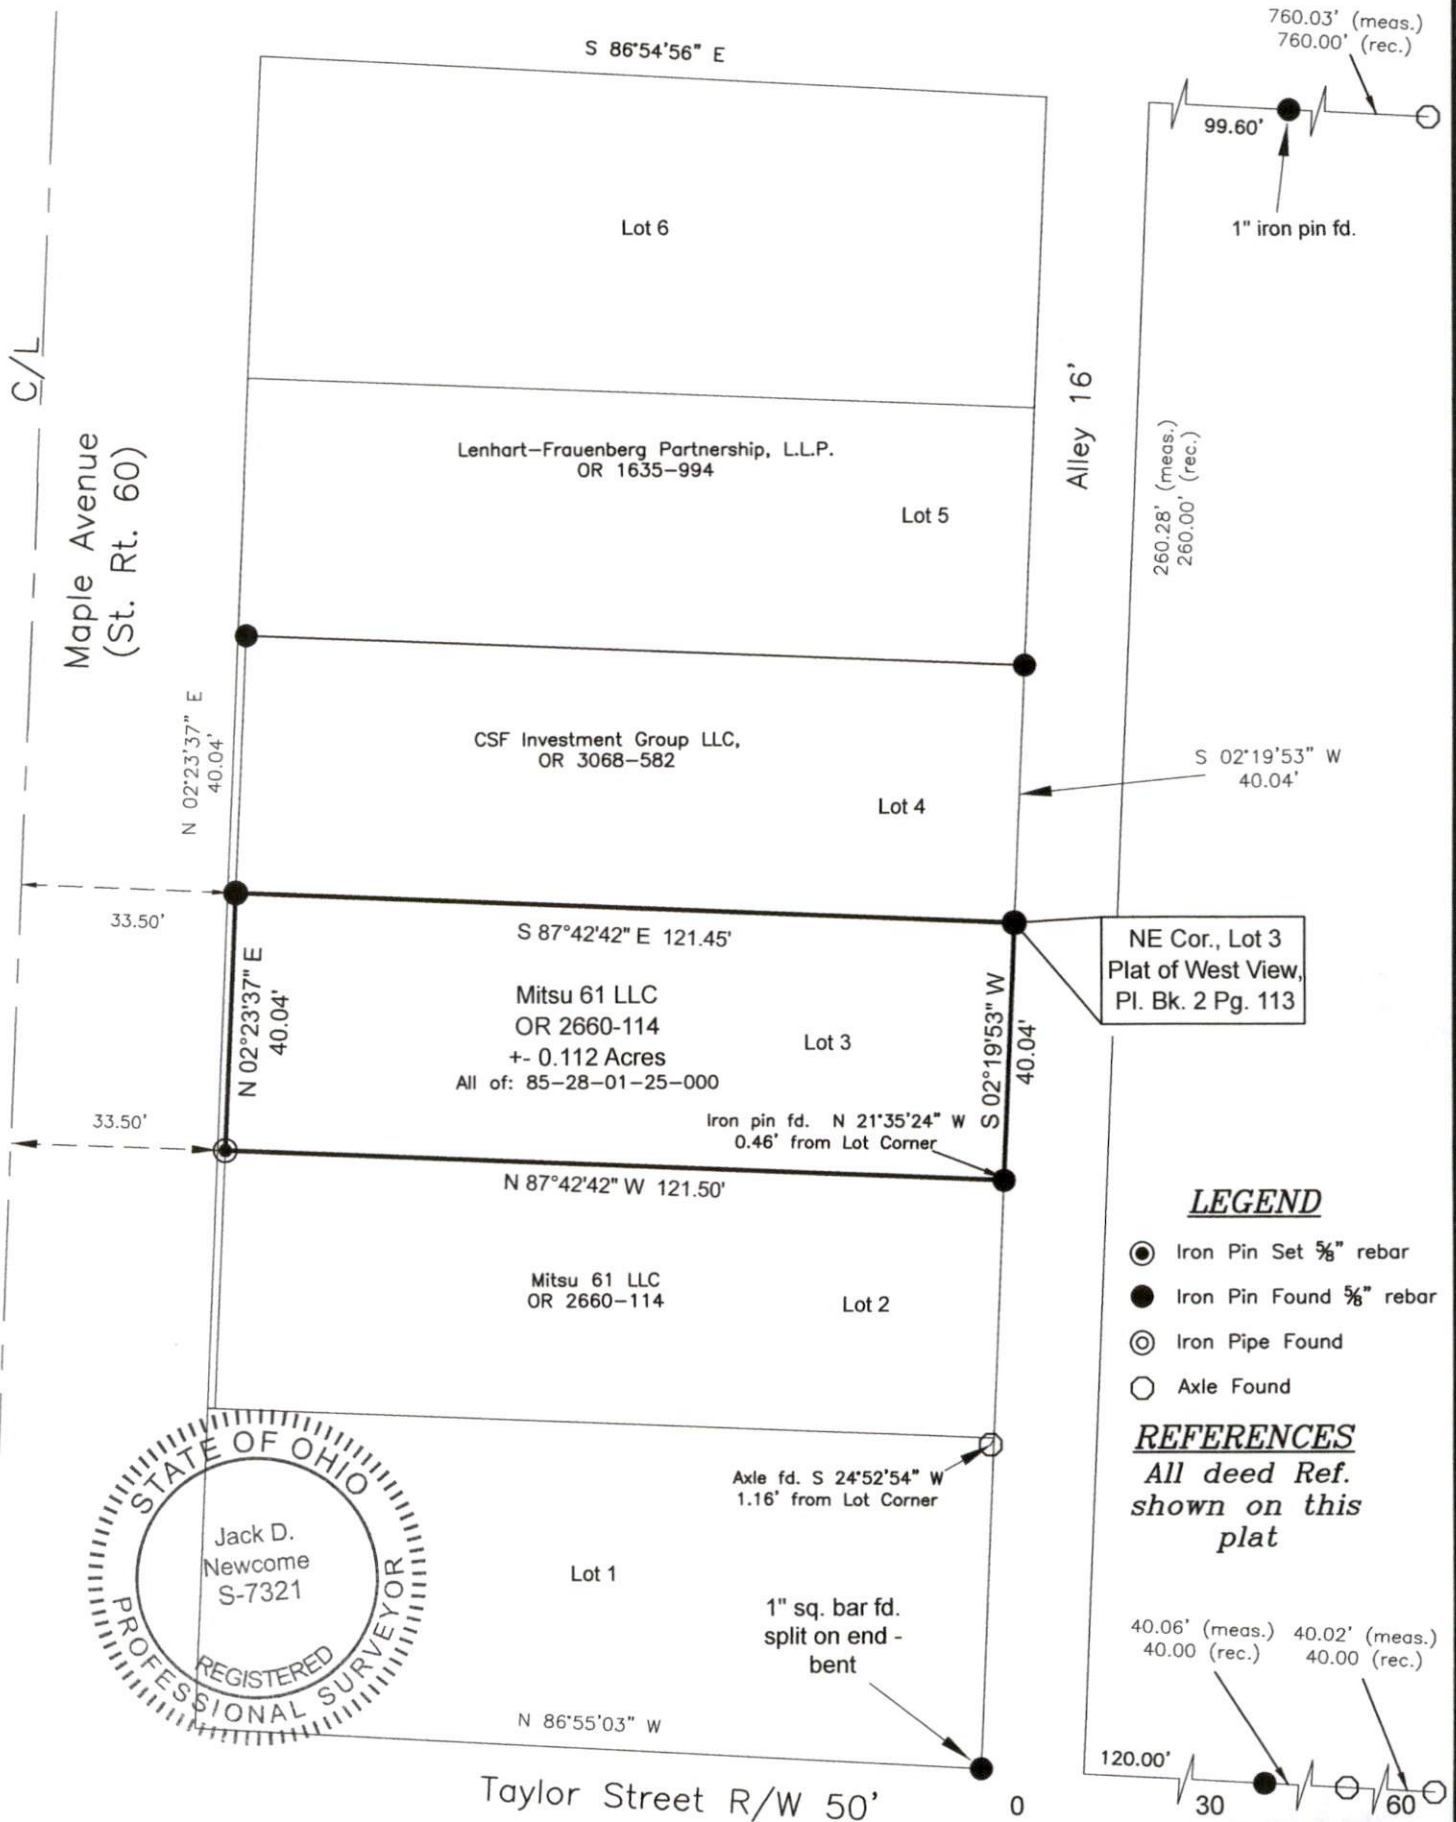 760.03' (meas.)
760.00' (rec.)
S 86°54'56" E
99.60'
1" iron pin fd.
Lot 6
C/L
Maple Avenue
(St. Rt. 60)
Alley 16'
Lenhart-Frauenberg Partnership, L.L.P.
OR 1635-994
Lot 5
260.28' (meas.)
260.00' (rec.)
N 02°23'37" E
40.04'
CSF Investment Group LLC,
OR 3068-582
Lot 4
S 02°19'53" W
40.04'
33.50'
S 87°42'42" E 121.45'
NE Cor., Lot 3
Plat of West View,
Pl. Bk. 2 Pg. 113
N 02°23'37" E
40.04'
Mitsu 61 LLC
OR 2660-114
+- 0.112 Acres
All of: 85-28-01-25-000
Lot 3
S 02°19'53" W
40.04'
33.50'
Iron pin fd. N 21°35'24" W
0.46' from Lot Corner
N 87°42'42" W 121.50'
LEGEND
Iron Pin Set 5/8" rebar
Iron Pin Found 5/8" rebar
Iron Pipe Found
Axle Found
Mitsu 61 LLC
OR 2660-114
Lot 2
REFERENCES
All deed Ref.
shown on this
plat
Axle fd. S 24°52'54" W
1.16' from Lot Corner
STATE OF OHIO
Jack D.
Newcome
S-7321
REGISTERED
PROFESSIONAL SURVEYOR
Lot 1
1" sq. bar fd.
split on end -
bent
40.06' (meas.)
40.00 (rec.)
40.02' (meas.)
40.00 (rec.)
N 86°55'03" W
120.00'
Taylor Street R/W 50'
0 30 60